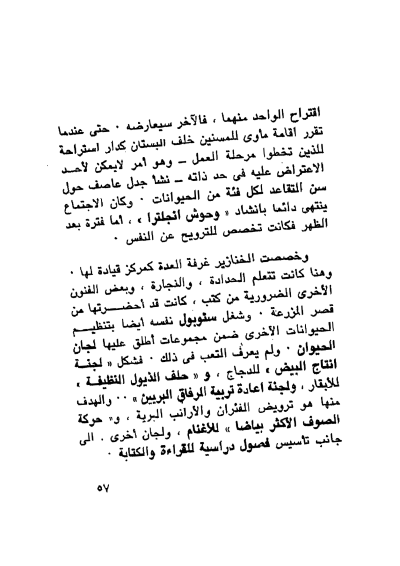 اقتراح الواحد منهما ، فالآخر سيعارضه . حتى عندما
تقرر اقامة مأوى للمسنين خلف البستان كدار استراحة
للذين تخطوا مرحلة العمل ــ وهو أمر لايمكن لأحد
الاعتراض عليه فى حد ذاته ــ نشأ جدل عاصف حول
سن التقاعد لكل فئة من الحيوانات . وكان الاجتماع
ينتهى دائما بأنشاد « وحوش انجلترا » ، أما فترة بعد
الظهر فكانت تخصص للترويح عن النفس .
وخصصت الخنازير غرفة العدة كمركز قيادة لها .
وهنا كانت تتعلم الحدادة ، والنجارة ، وبعض الفنون
الأخرى الضرورية من كتب ، كانت قد أحضرتها من
قصر المزرعة . وشغل سنوبول نفسه أيضا بتنظيم
الحيوانات الأخرى ضمن مجموعات أطلق عليها لجان
الحيوان . ولم يعرف التعب فى ذلك . فشكل « لجنة
انتاج البيض » للدجاج ، و « حلف الذيول النظيفة »
للأبقار ، ولجنة اعادة تربية الرفاق البريين » . . والهدف
منها هو ترويض الفئران والأرانب البرية ، و« حركة
الصوف الأكثر بياضا » للأغنام ، ولجان أخرى . الى
جانب تأسيس فصول دراسية للقراءة والكتابة .
٥٧